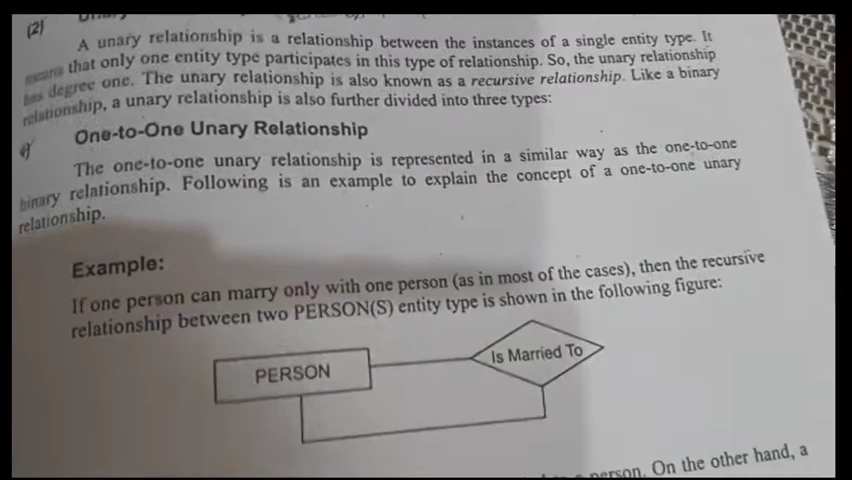 (2)
A unary relationship is a relationship between the instances of a single entity type. It
means that only one entity type participates in this type of relationship. So, the unary relationship
has degree one. The unary relationship is also known as a recursive relationship. Like a binary
relationship, a unary relationship is also further divided into three types:
One-to-One Unary Relationship
The one-to-one unary relationship is represented in a similar way as the one-to-one
binary relationship. Following is an example to explain the concept of a one-to-one unary
relationship.
Example:
If one person can marry only with one person (as in most of the cases), then the recursive
relationship between two PERSON(S) entity type is shown in the following figure:
PERSON
Is Married To
a person. On the other hand, a